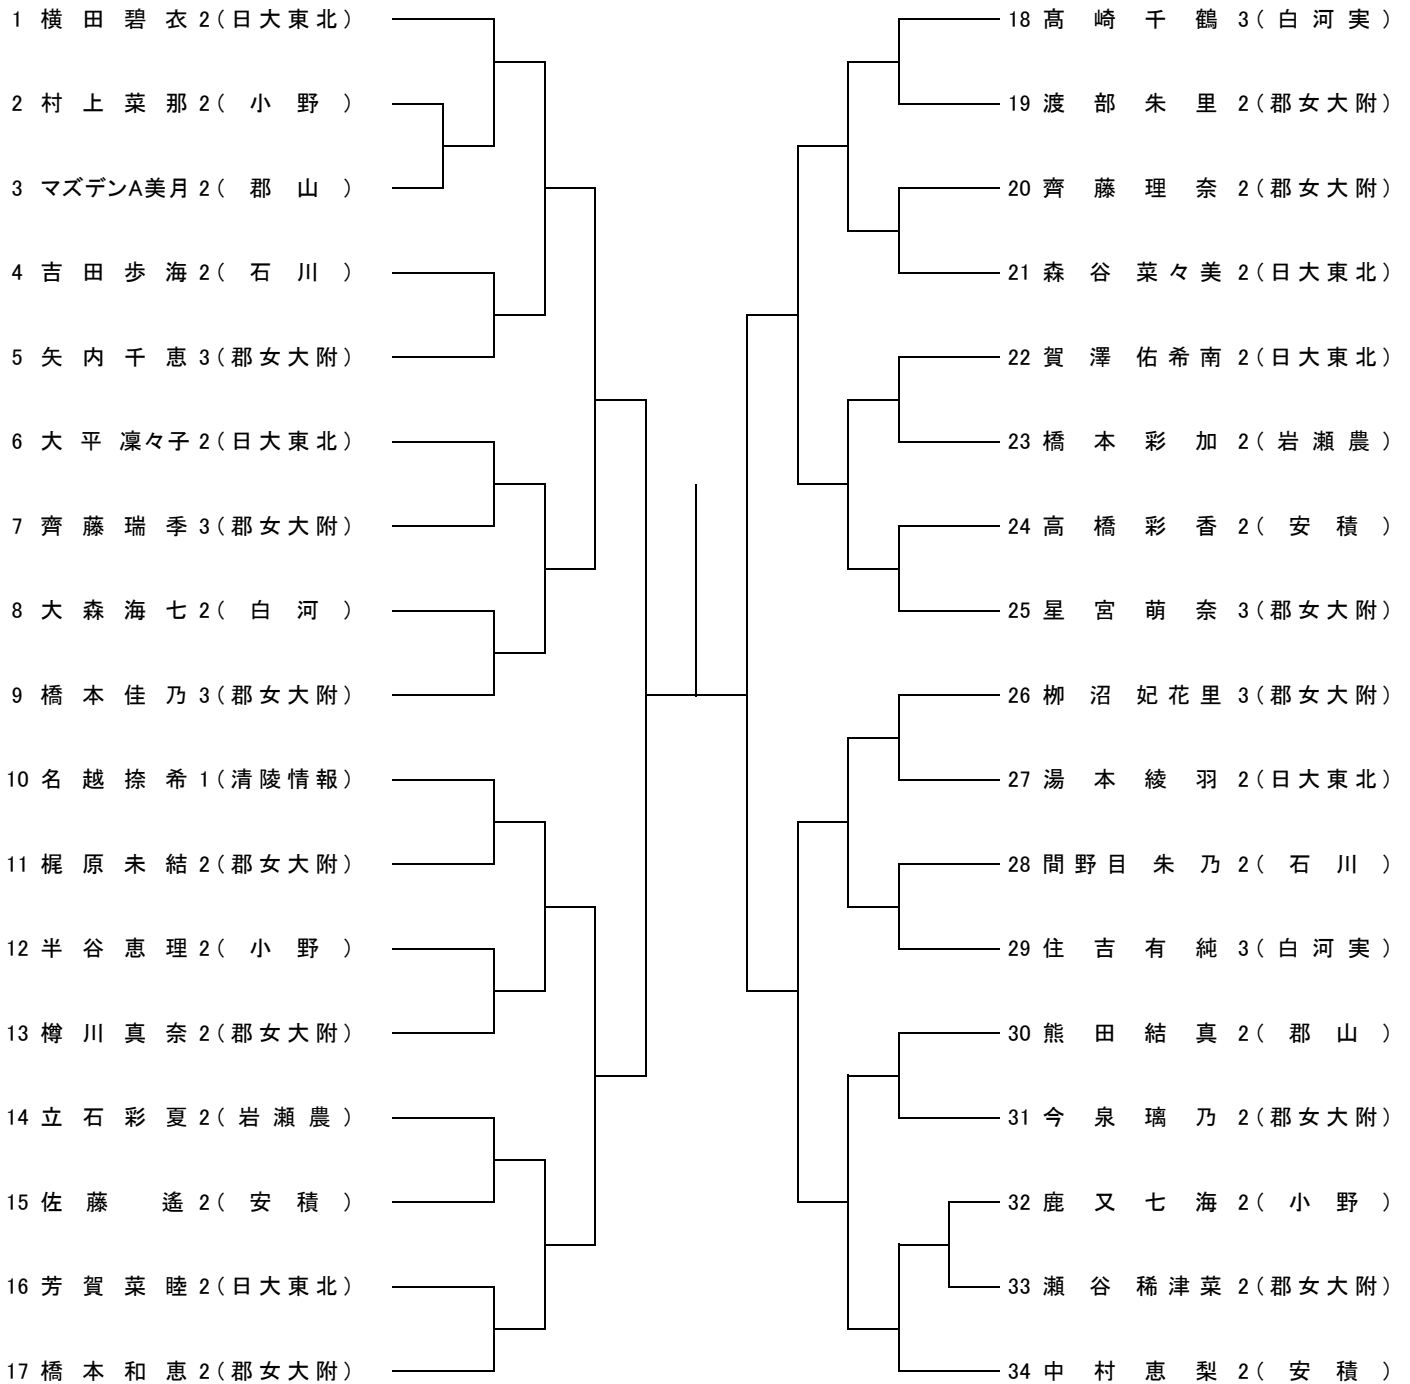 1 横田碧衣 2(日大東北)
2 村上菜那 2(小野)
3 マズデンA美月 2(郡山)
4 吉田歩海 2(石川)
5 矢内千恵 3(郡女大附)
6 大平凜々子 2(日大東北)
7 齊藤瑞季 3(郡女大附)
8 大森海七 2(白河)
9 橋本佳乃 3(郡女大附)
10 名越捺希 1(清陵情報)
11 梶原未結 2(郡女大附)
12 半谷恵理 2(小野)
13 樽川真奈 2(郡女大附)
14 立石彩夏 2(岩瀬農)
15 佐藤遙 2(安積)
16 芳賀菜睦 2(日大東北)
17 橋本和恵 2(郡女大附)
18 髙崎千鶴 3(白河実)
19 渡部朱里 2(郡女大附)
20 齊藤理奈 2(郡女大附)
21 森谷菜々美 2(日大東北)
22 賀澤佑希南 2(日大東北)
23 橋本彩加 2(岩瀬農)
24 高橋彩香 2(安積)
25 星宮萌奈 3(郡女大附)
26 栁沼妃花里 3(郡女大附)
27 湯本綾羽 2(日大東北)
28 間野目朱乃 2(石川)
29 住吉有純 3(白河実)
30 熊田結真 2(郡山)
31 今泉璃乃 2(郡女大附)
32 鹿又七海 2(小野)
33 瀬谷稀津菜 2(郡女大附)
34 中村恵梨 2(安積)